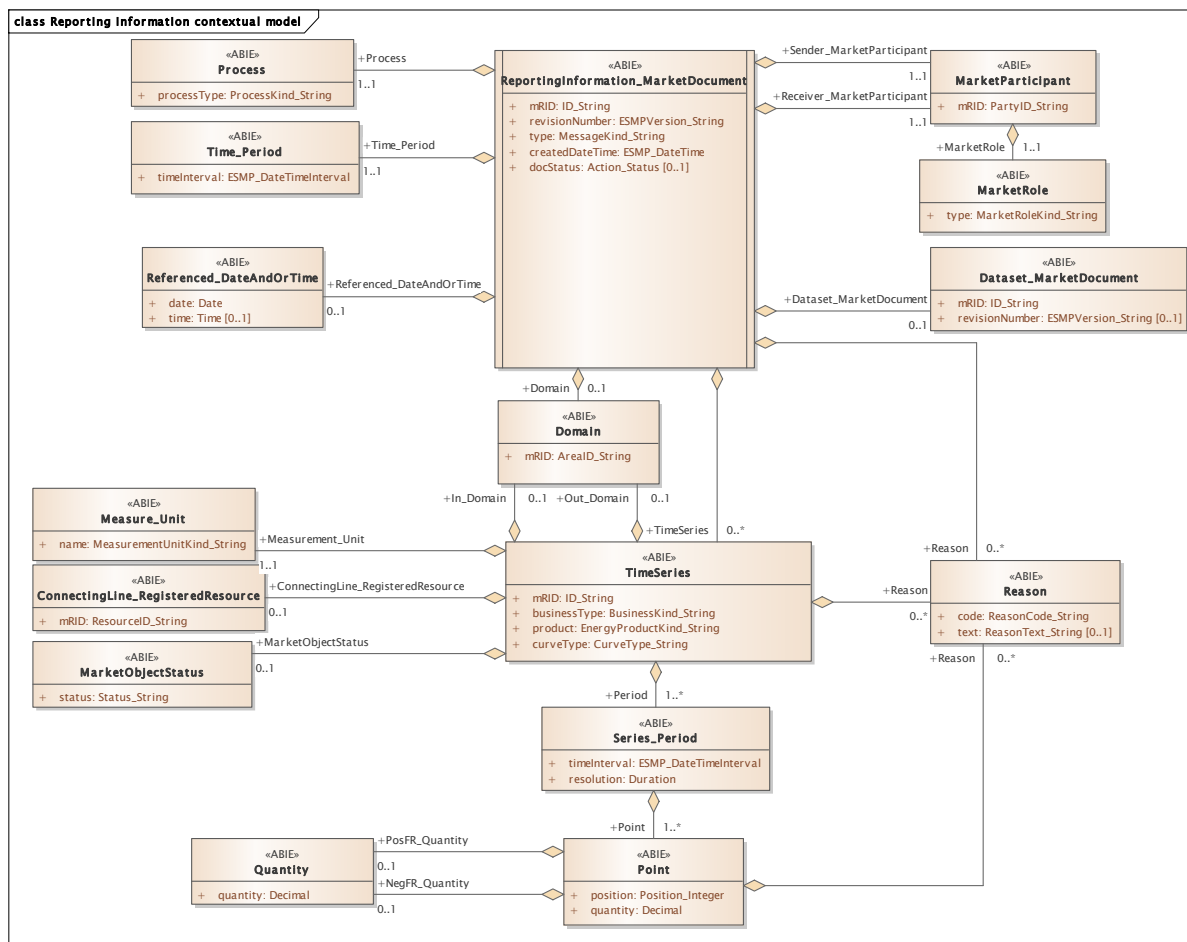 class Reporting information contextual model
«ABIE»
Process
+ processType: ProcessKind_String
+Process
1..1
«ABIE»
Time_Period
+ timeInterval: ESMP_DateTimeInterval
+Time_Period
1..1
«ABIE»
Referenced_DateAndOrTime
+ date: Date
+ time: Time [0..1]
+Referenced_DateAndOrTime
0..1
«ABIE»
ReportingInformation_MarketDocument
+ mRID: ID_String
+ revisionNumber: ESMPVersion_String
+ type: MessageKind_String
+ createdDateTime: ESMP_DateTime
+ docStatus: Action_Status [0..1]
+Sender_MarketParticipant
1..1
+Receiver_MarketParticipant
1..1
«ABIE»
MarketParticipant
+ mRID: PartyID_String
+MarketRole
1..1
«ABIE»
MarketRole
+ type: MarketRoleKind_String
+Dataset_MarketDocument
0..1
«ABIE»
Dataset_MarketDocument
+ mRID: ID_String
+ revisionNumber: ESMPVersion_String [0..1]
+Domain
0..1
«ABIE»
Domain
+ mRID: AreaID_String
+In_Domain
0..1
+Out_Domain
0..1
+TimeSeries
0..*
«ABIE»
Measure_Unit
+ name: MeasurementUnitKind_String
+Measurement_Unit
1..1
«ABIE»
ConnectingLine_RegisteredResource
+ mRID: ResourceID_String
+ConnectingLine_RegisteredResource
0..1
«ABIE»
MarketObjectStatus
+ status: Status_String
+MarketObjectStatus
0..1
«ABIE»
TimeSeries
+ mRID: ID_String
+ businessType: BusinessKind_String
+ product: EnergyProductKind_String
+ curveType: CurveType_String
+Reason
0..*
+Reason
0..*
«ABIE»
Reason
+ code: ReasonCode_String
+ text: ReasonText_String [0..1]
+Reason
0..*
+Period
1..*
«ABIE»
Series_Period
+ timeInterval: ESMP_DateTimeInterval
+ resolution: Duration
+Point
1..*
«ABIE»
Quantity
+ quantity: Decimal
+PosFR_Quantity
0..1
+NegFR_Quantity
0..1
«ABIE»
Point
+ position: Position_Integer
+ quantity: Decimal